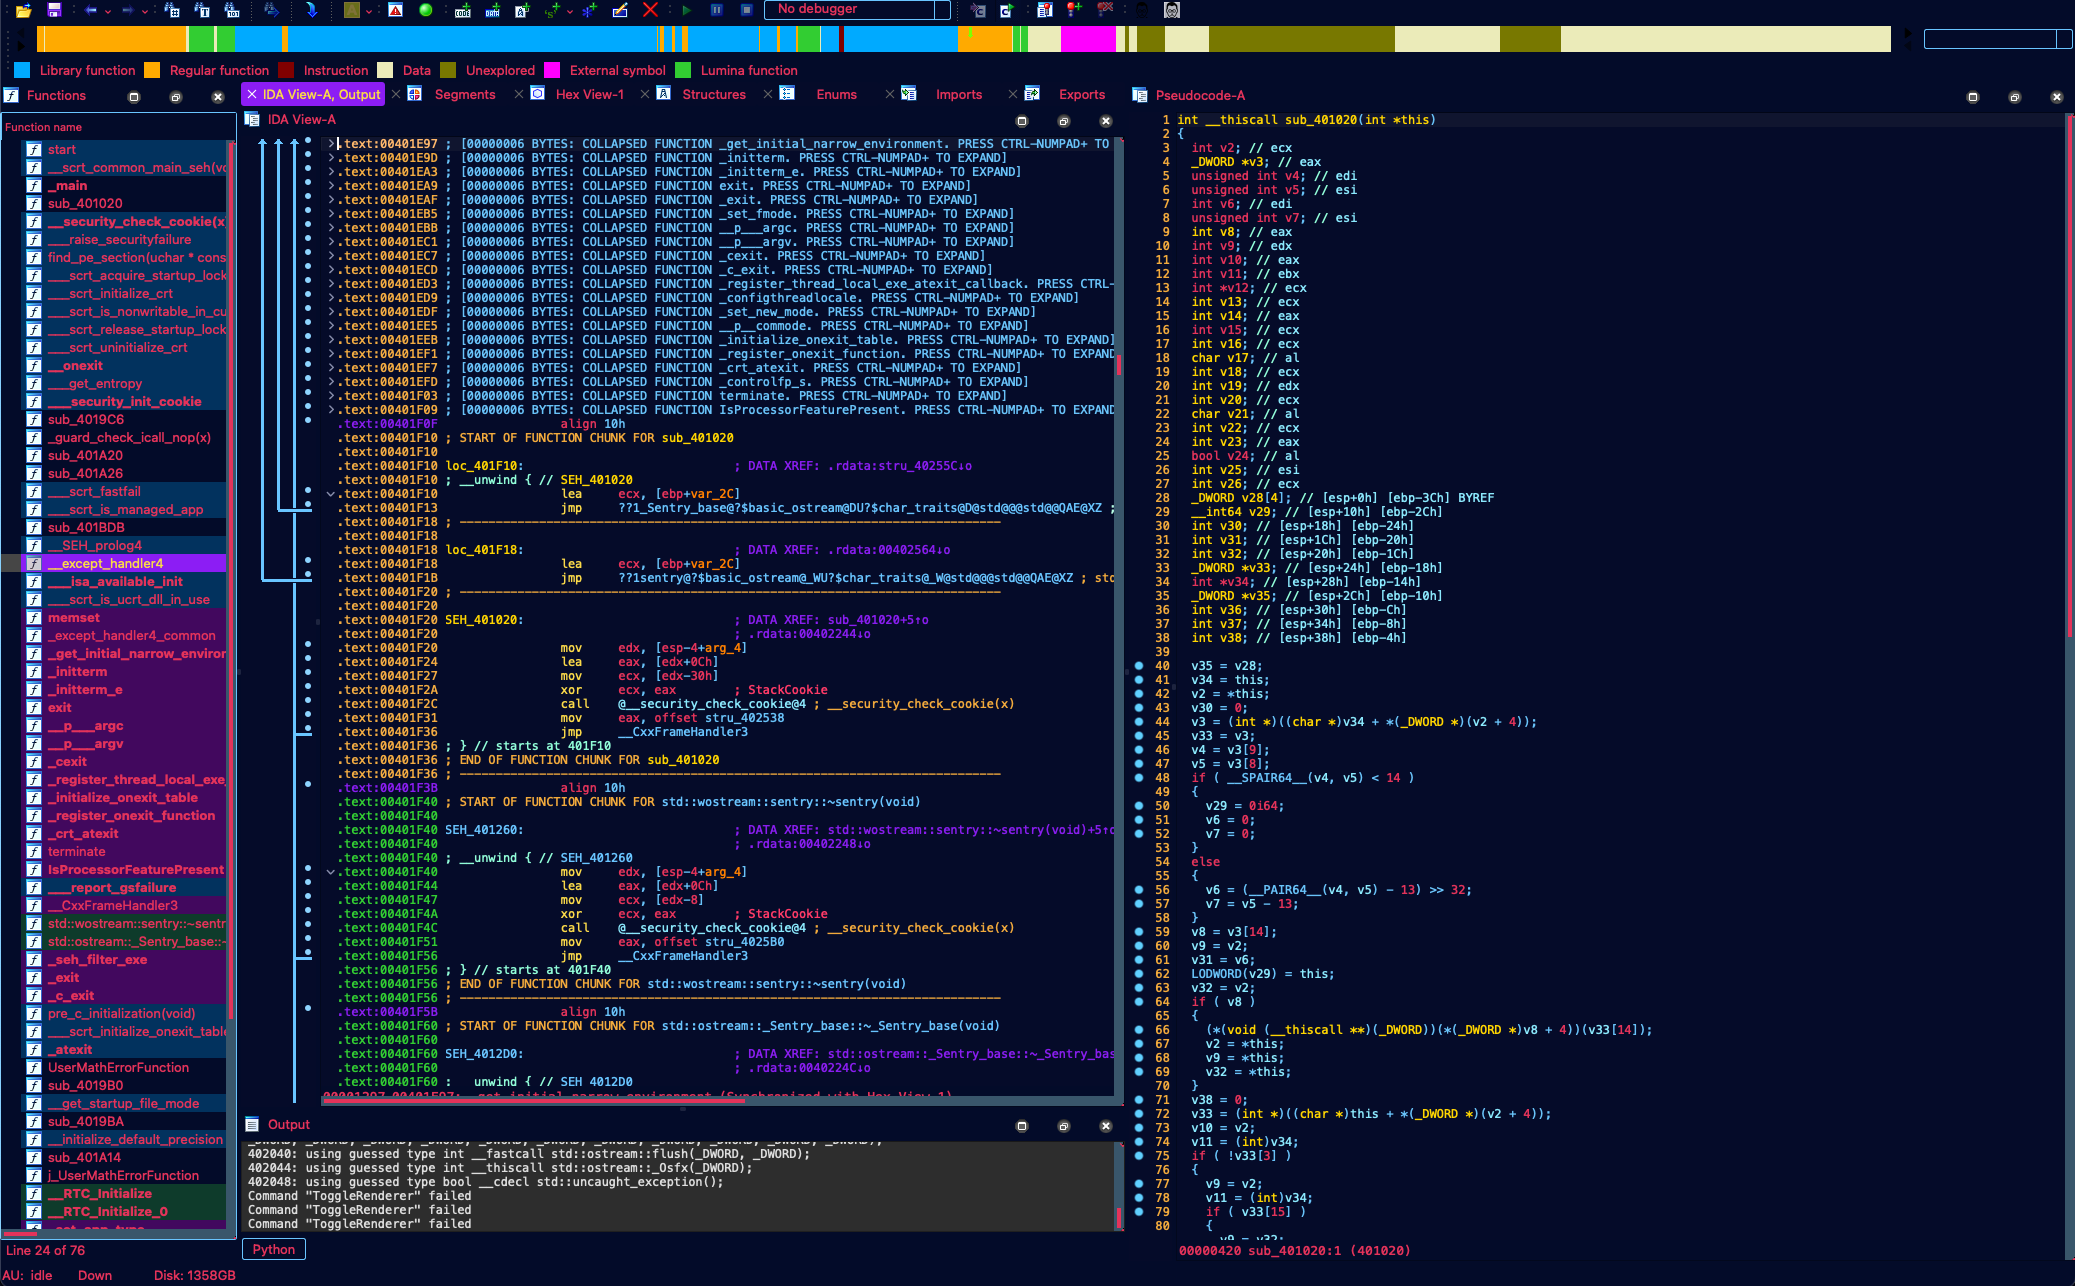 No debugger
Library function Regular function Instruction Data Unexplored External symbol Lumina function
Functions
Function name
start
__scrt_common_main_seh(vo
_main
sub_401020
__security_check_cookie(x)
___raise_securityfailure
find_pe_section(uchar * cons
___scrt_acquire_startup_lock
___scrt_initialize_crt
___scrt_is_nonwritable_in_cu
___scrt_release_startup_lock
___scrt_uninitialize_crt
__onexit
___get_entropy
___security_init_cookie
sub_4019C6
_guard_check_icall_nop(x)
sub_401A20
sub_401A26
___scrt_fastfail
___scrt_is_managed_app
sub_401BDB
__SEH_prolog4
__except_handler4
___isa_available_init
___scrt_is_ucrt_dll_in_use
memset
_except_handler4_common
_get_initial_narrow_environ
_initterm
_initterm_e
exit
__p___argc
__p___argv
_cexit
_register_thread_local_exe_
_initialize_onexit_table
_register_onexit_function
_crt_atexit
terminate
IsProcessorFeaturePresent
___report_gsfailure
__CxxFrameHandler3
std::wostream::sentry::~sentr
std::ostream::_Sentry_base::~
_seh_filter_exe
_exit
_c_exit
pre_c_initialization(void)
___scrt_initialize_onexit_table
_atexit
UserMathErrorFunction
sub_4019B0
__get_startup_file_mode
sub_4019BA
__initialize_default_precision
sub_401A14
j_UserMathErrorFunction
__RTC_Initialize
__RTC_Initialize_0
Line 24 of 76
AU: idle Down Disk: 1358GB
IDA View-A, Output Segments Hex View-1 Structures Enums Imports Exports
IDA View-A
.text:00401E97 ; [00000006 BYTES: COLLAPSED FUNCTION _get_initial_narrow_environment. PRESS CTRL-NUMPAD+ TO
.text:00401E9D ; [00000006 BYTES: COLLAPSED FUNCTION _initterm. PRESS CTRL-NUMPAD+ TO EXPAND]
.text:00401EA3 ; [00000006 BYTES: COLLAPSED FUNCTION _initterm_e. PRESS CTRL-NUMPAD+ TO EXPAND]
.text:00401EA9 ; [00000006 BYTES: COLLAPSED FUNCTION exit. PRESS CTRL-NUMPAD+ TO EXPAND]
.text:00401EAF ; [00000006 BYTES: COLLAPSED FUNCTION _exit. PRESS CTRL-NUMPAD+ TO EXPAND]
.text:00401EB5 ; [00000006 BYTES: COLLAPSED FUNCTION _set_fmode. PRESS CTRL-NUMPAD+ TO EXPAND]
.text:00401EBB ; [00000006 BYTES: COLLAPSED FUNCTION __p___argc. PRESS CTRL-NUMPAD+ TO EXPAND]
.text:00401EC1 ; [00000006 BYTES: COLLAPSED FUNCTION __p___argv. PRESS CTRL-NUMPAD+ TO EXPAND]
.text:00401EC7 ; [00000006 BYTES: COLLAPSED FUNCTION _cexit. PRESS CTRL-NUMPAD+ TO EXPAND]
.text:00401ECD ; [00000006 BYTES: COLLAPSED FUNCTION _c_exit. PRESS CTRL-NUMPAD+ TO EXPAND]
.text:00401ED3 ; [00000006 BYTES: COLLAPSED FUNCTION _register_thread_local_exe_atexit_callback. PRESS CTRL-
.text:00401ED9 ; [00000006 BYTES: COLLAPSED FUNCTION _configthreadlocale. PRESS CTRL-NUMPAD+ TO EXPAND]
.text:00401EDF ; [00000006 BYTES: COLLAPSED FUNCTION _set_new_mode. PRESS CTRL-NUMPAD+ TO EXPAND]
.text:00401EE5 ; [00000006 BYTES: COLLAPSED FUNCTION __p__commode. PRESS CTRL-NUMPAD+ TO EXPAND]
.text:00401EEB ; [00000006 BYTES: COLLAPSED FUNCTION _initialize_onexit_table. PRESS CTRL-NUMPAD+ TO EXPAND]
.text:00401EF1 ; [00000006 BYTES: COLLAPSED FUNCTION _register_onexit_function. PRESS CTRL-NUMPAD+ TO EXPAND
.text:00401EF7 ; [00000006 BYTES: COLLAPSED FUNCTION _crt_atexit. PRESS CTRL-NUMPAD+ TO EXPAND]
.text:00401EFD ; [00000006 BYTES: COLLAPSED FUNCTION _controlfp_s. PRESS CTRL-NUMPAD+ TO EXPAND]
.text:00401F03 ; [00000006 BYTES: COLLAPSED FUNCTION terminate. PRESS CTRL-NUMPAD+ TO EXPAND]
.text:00401F09 ; [00000006 BYTES: COLLAPSED FUNCTION IsProcessorFeaturePresent. PRESS CTRL-NUMPAD+ TO EXPAND
.text:00401F0F align 10h
.text:00401F10 ; START OF FUNCTION CHUNK FOR sub_401020
.text:00401F10
.text:00401F10 loc_401F10: ; DATA XREF: .rdata:stru_40255C↓o
.text:00401F10 ; __unwind { // SEH_401020
.text:00401F10 lea ecx, [ebp+var_2C]
.text:00401F13 jmp ??1_Sentry_base@?$basic_ostream@DU?$char_traits@D@std@@@std@@QAE@XZ ;
.text:00401F18 ; ---------------------------------------------------------------------------
.text:00401F18
.text:00401F18 loc_401F18: ; DATA XREF: .rdata:00402564↓o
.text:00401F18 lea ecx, [ebp+var_2C]
.text:00401F1B jmp ??1sentry@?$basic_ostream@_WU?$char_traits@_W@std@@@std@@QAE@XZ ; std
.text:00401F20 ; ---------------------------------------------------------------------------
.text:00401F20
.text:00401F20 SEH_401020: ; DATA XREF: sub_401020+5↑o
.text:00401F20 ; .rdata:00402244↓o
.text:00401F20 mov edx, [esp-4+arg_4]
.text:00401F24 lea eax, [edx+0Ch]
.text:00401F27 mov ecx, [edx-30h]
.text:00401F2A xor ecx, eax ; StackCookie
.text:00401F2C call @__security_check_cookie@4 ; __security_check_cookie(x)
.text:00401F31 mov eax, offset stru_402538
.text:00401F36 jmp __CxxFrameHandler3
.text:00401F36 ; } // starts at 401F10
.text:00401F36 ; END OF FUNCTION CHUNK FOR sub_401020
.text:00401F36 ; ---------------------------------------------------------------------------
.text:00401F3B align 10h
.text:00401F40 ; START OF FUNCTION CHUNK FOR std::wostream::sentry::~sentry(void)
.text:00401F40
.text:00401F40 SEH_401260: ; DATA XREF: std::wostream::sentry::~sentry(void)+5↑o
.text:00401F40 ; .rdata:00402248↓o
.text:00401F40 ; __unwind { // SEH_401260
.text:00401F40 mov edx, [esp-4+arg_4]
.text:00401F44 lea eax, [edx+0Ch]
.text:00401F47 mov ecx, [edx-8]
.text:00401F4A xor ecx, eax ; StackCookie
.text:00401F4C call @__security_check_cookie@4 ; __security_check_cookie(x)
.text:00401F51 mov eax, offset stru_4025B0
.text:00401F56 jmp __CxxFrameHandler3
.text:00401F56 ; } // starts at 401F40
.text:00401F56 ; END OF FUNCTION CHUNK FOR std::wostream::sentry::~sentry(void)
.text:00401F56 ; ---------------------------------------------------------------------------
.text:00401F5B align 10h
.text:00401F60 ; START OF FUNCTION CHUNK FOR std::ostream::_Sentry_base::~_Sentry_base(void)
.text:00401F60
.text:00401F60 SEH_4012D0: ; DATA XREF: std::ostream::_Sentry_base::~_Sentry_bas
.text:00401F60 ; .rdata:0040224C↓o
.text:00401F60 ; __unwind { // SEH_4012D0
Output
402040: using guessed type int __fastcall std::ostream::flush(_DWORD, _DWORD);
402044: using guessed type int __thiscall std::ostream::_Osfx(_DWORD);
402048: using guessed type bool __cdecl std::uncaught_exception();
Command "ToggleRenderer" failed
Command "ToggleRenderer" failed
Command "ToggleRenderer" failed
Python
Pseudocode-A
1 int __thiscall sub_401020(int *this)
2 {
3 int v2; // ecx
4 _DWORD *v3; // eax
5 unsigned int v4; // edi
6 unsigned int v5; // esi
7 int v6; // edi
8 unsigned int v7; // esi
9 int v8; // eax
10 int v9; // edx
11 int v10; // eax
12 int v11; // ebx
13 int *v12; // ecx
14 int v13; // ecx
15 int v14; // eax
16 int v15; // ecx
17 int v16; // ecx
18 char v17; // al
19 int v18; // ecx
20 int v19; // edx
21 int v20; // ecx
22 char v21; // al
23 int v22; // ecx
24 int v23; // eax
25 bool v24; // al
26 int v25; // esi
27 int v26; // ecx
28 _DWORD v28[4]; // [esp+0h] [ebp-3Ch] BYREF
29 __int64 v29; // [esp+10h] [ebp-2Ch]
30 int v30; // [esp+18h] [ebp-24h]
31 int v31; // [esp+1Ch] [ebp-20h]
32 int v32; // [esp+20h] [ebp-1Ch]
33 _DWORD *v33; // [esp+24h] [ebp-18h]
34 int *v34; // [esp+28h] [ebp-14h]
35 _DWORD *v35; // [esp+2Ch] [ebp-10h]
36 int v36; // [esp+30h] [ebp-Ch]
37 int v37; // [esp+34h] [ebp-8h]
38 int v38; // [esp+38h] [ebp-4h]
39
40 v35 = v28;
41 v34 = this;
42 v2 = *this;
43 v30 = 0;
44 v3 = (int *)((char *)v34 + *(_DWORD *)(v2 + 4));
45 v33 = v3;
46 v4 = v3[9];
47 v5 = v3[8];
48 if ( __SPAIR64__(v4, v5) < 14 )
49 {
50 v29 = 0i64;
51 v6 = 0;
52 v7 = 0;
53 }
54 else
55 {
56 v6 = (__PAIR64__(v4, v5) - 13) >> 32;
57 v7 = v5 - 13;
58 }
59 v8 = v3[14];
60 v9 = v2;
61 v31 = v6;
62 LODWORD(v29) = this;
63 v32 = v2;
64 if ( v8 )
65 {
66 (*(void (__thiscall **)(_DWORD))(*(_DWORD *)v8 + 4))(v33[14]);
67 v2 = *this;
68 v9 = *this;
69 v32 = *this;
70 }
71 v38 = 0;
72 v33 = (int *)((char *)this + *(_DWORD *)(v2 + 4));
73 v10 = v2;
74 v11 = (int)v34;
75 if ( !v33[3] )
76 {
77 v9 = v2;
78 v11 = (int)v34;
79 if ( v33[15] )
80 {
00000420 sub_401020:1 (401020)